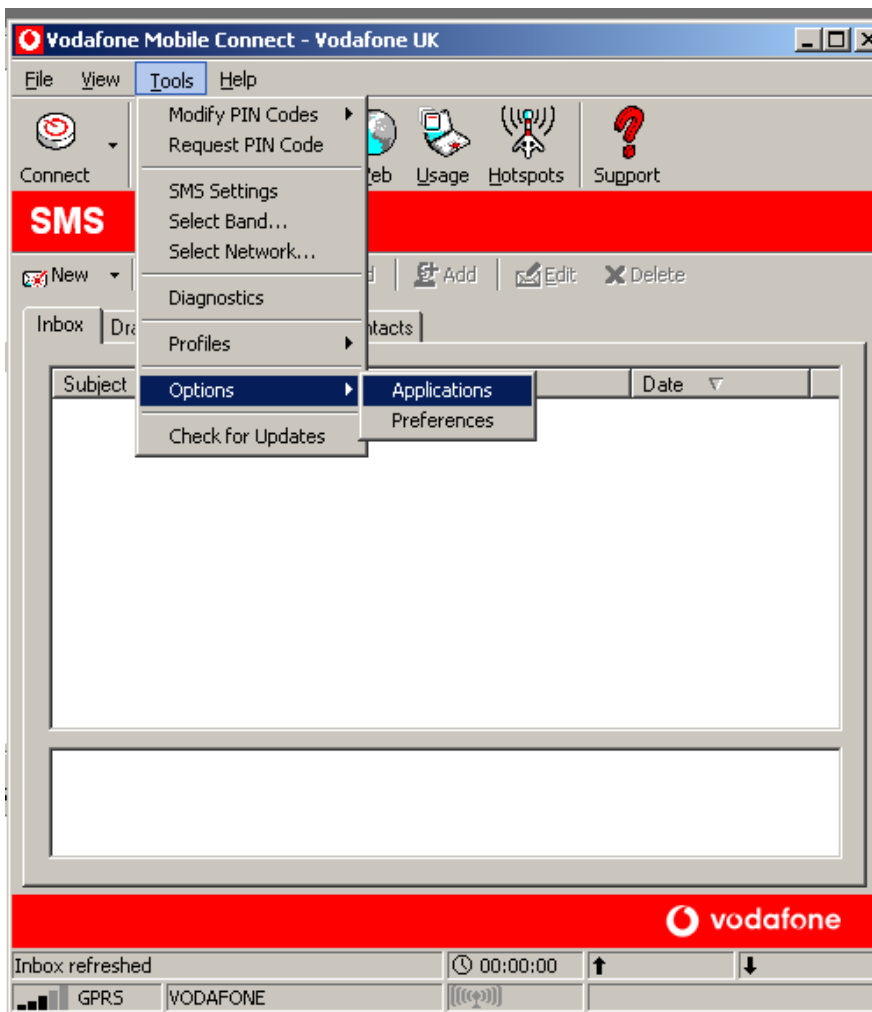 Vodafone Mobile Connect - Vodafone UK
File View Tools Help
Modify PIN Codes
Request PIN Code
Connect
Usage Hotspots Support
SMS Settings
SMS
Select Band...
Select Network...
New
Add Edit Delete
Diagnostics
Inbox
Profiles
Subject
Date
Options
Applications
Preferences
Check for Updates
vodafone
Inbox refreshed 00:00:00
GPRS VODAFONE